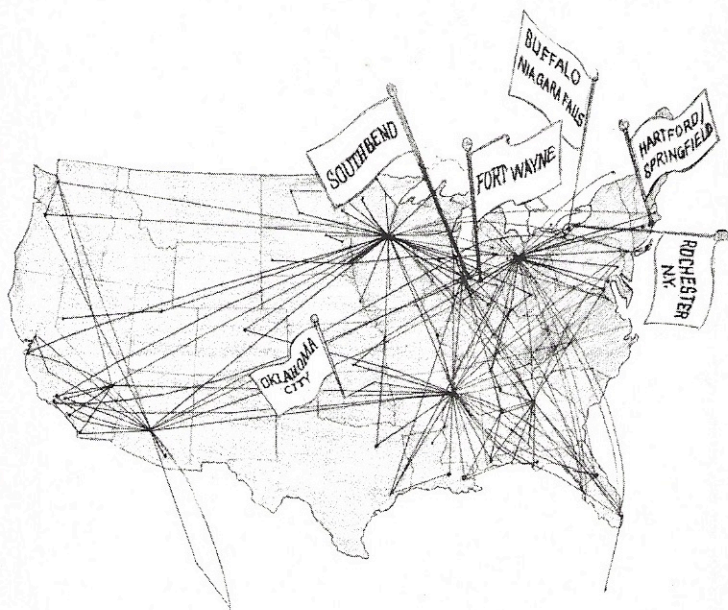 BUFFALO
NIAGARA FALLS
HARTFORD/
SPRINGFIELD
SOUTH BEND
FORT WAYNE
ROCHESTER
N.Y.
OKLAHOMA
CITY